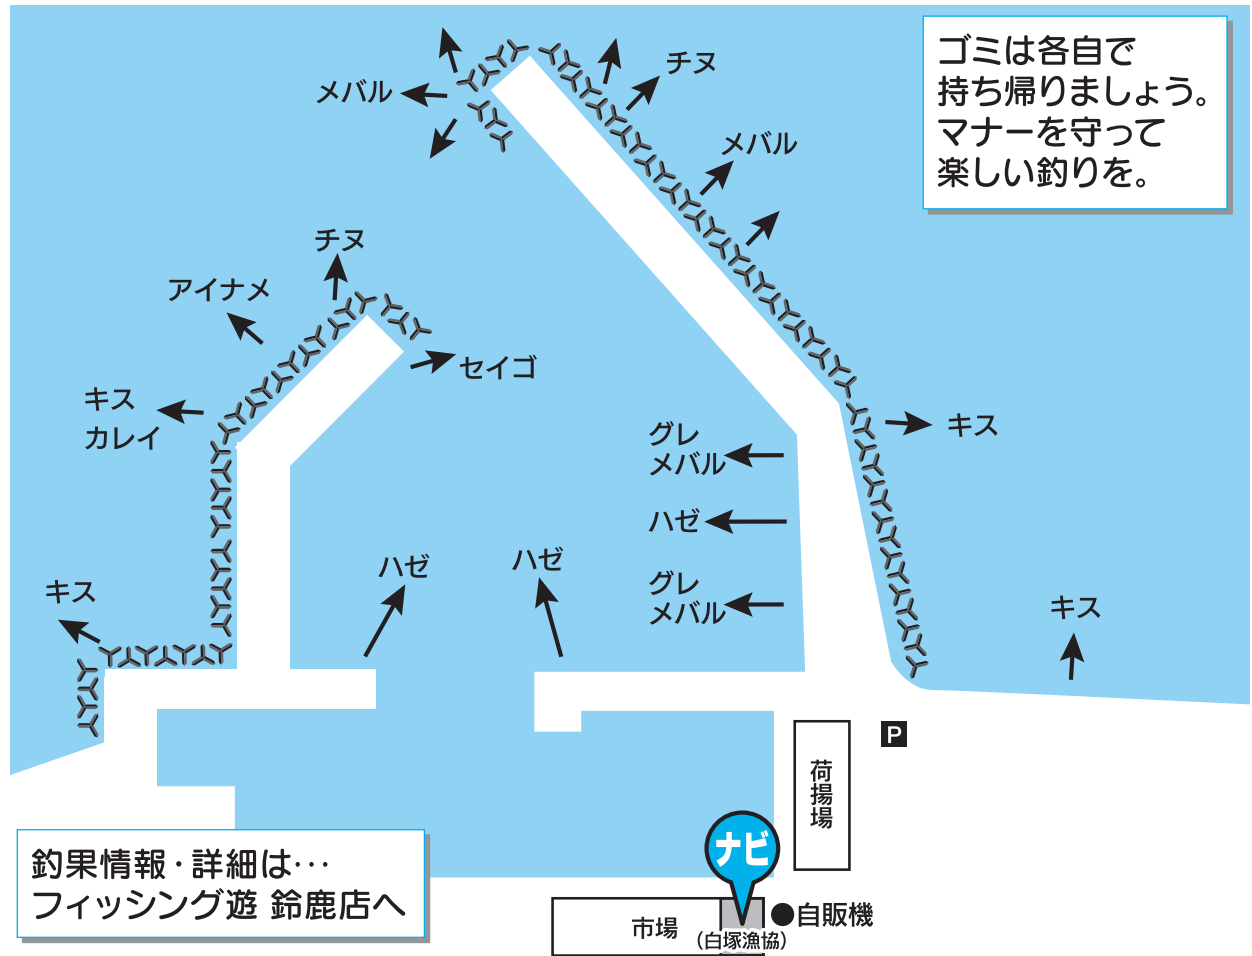 ゴミは各自で
持ち帰りましょう。
マナーを守って
楽しい釣りを。
チヌ
メバル
メバル
チヌ
アイナメ
セイゴ
キス
カレイ
キス
グレ
メバル
ハゼ
ハゼ
ハゼ
グレ
メバル
キス
キス
P
荷揚場
ナビ
釣果情報・詳細は…
フィッシング遊 鈴鹿店へ
市場
（白塚漁協）
●自販機